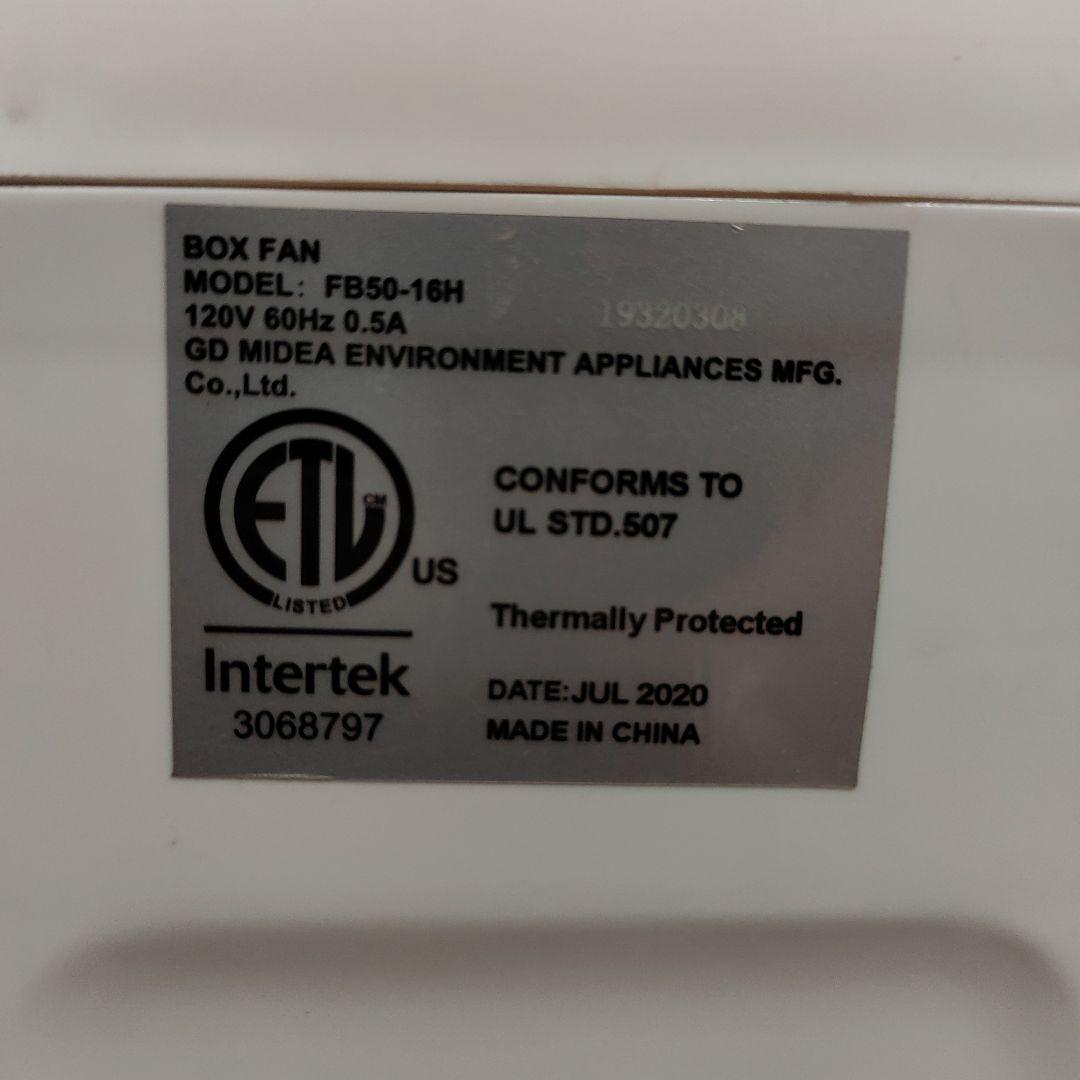 BOX FAN
MODEL: FB50-16H
120V 60Hz 0.5A
19320308
GD MIDEA ENVIRONMENT APPLIANCES MFG.
Co.,Ltd.
ETL CM
LISTED
US
Intertek
3068797
CONFORMS TO
UL STD.507
Thermally Protected
DATE:JUL 2020
MADE IN CHINA